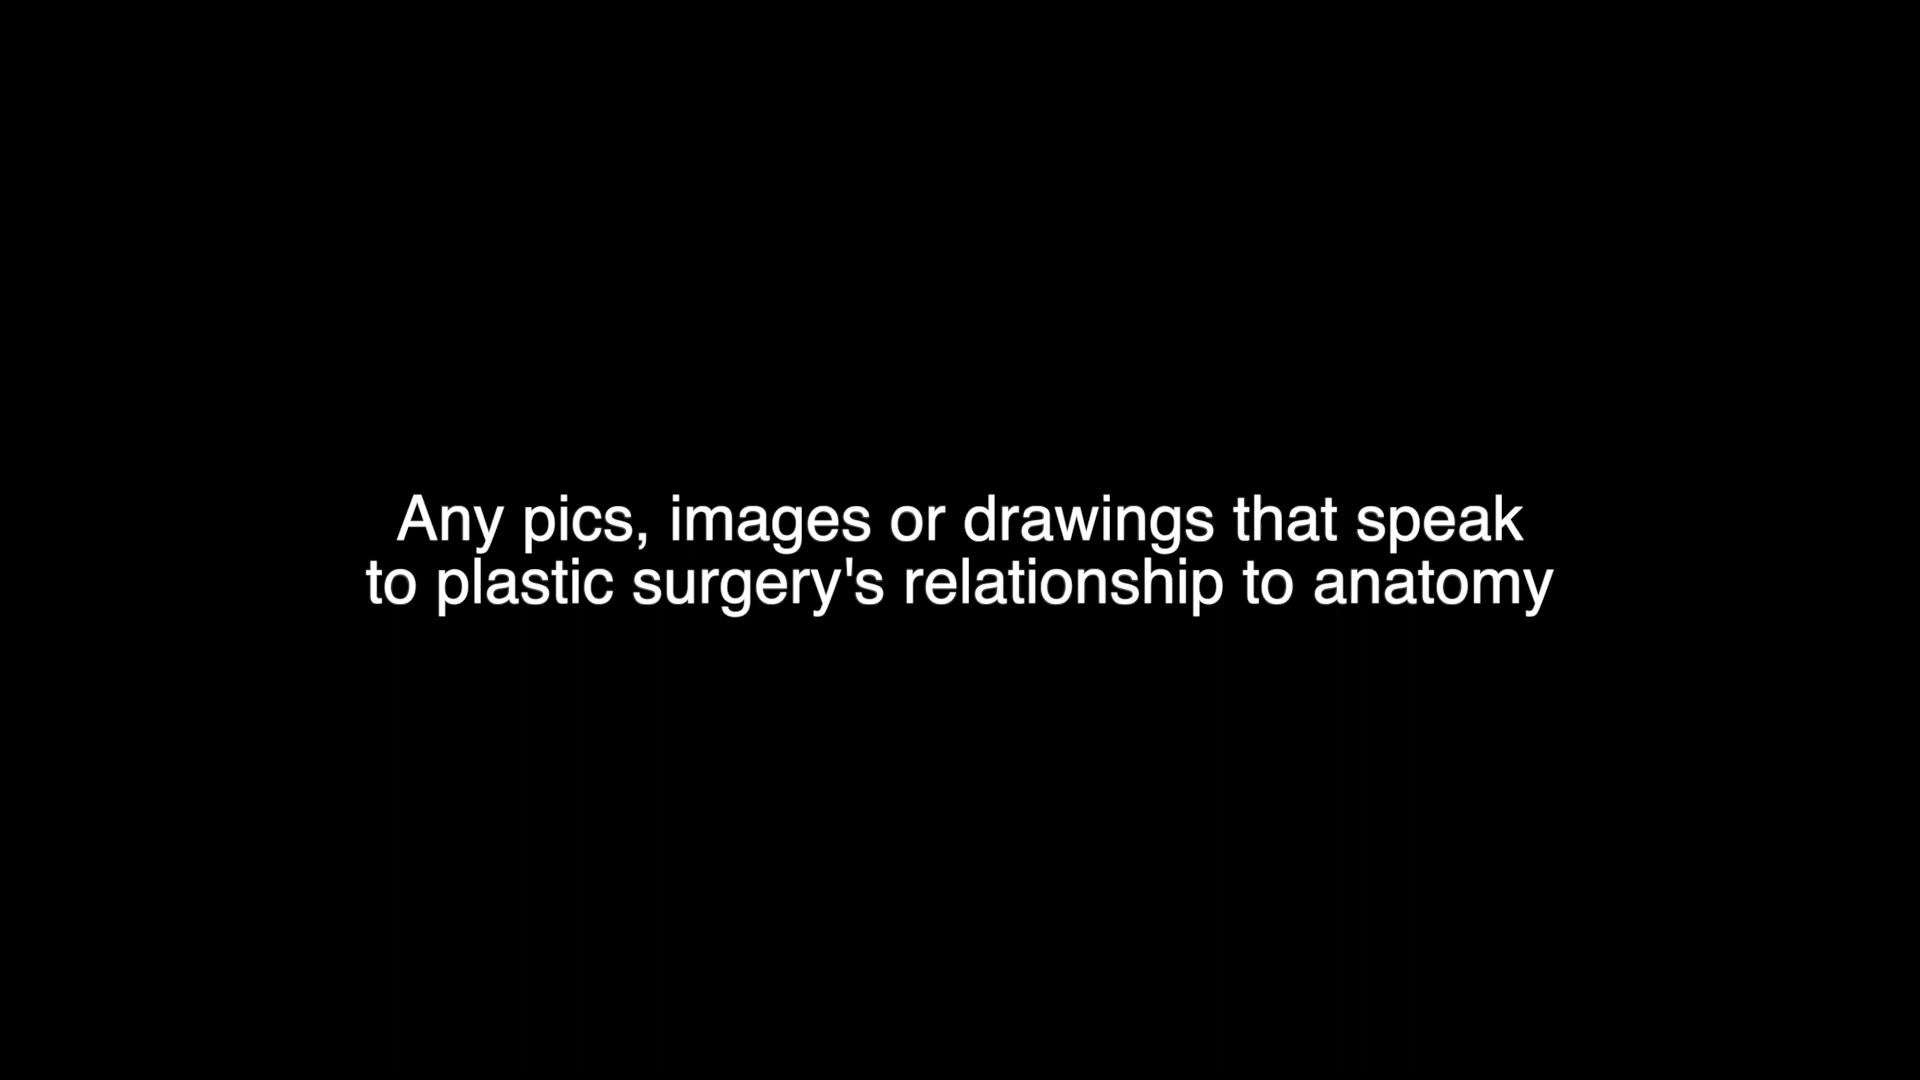 Any pics, images or drawings that speak
to plastic surgery's relationship to anatomy